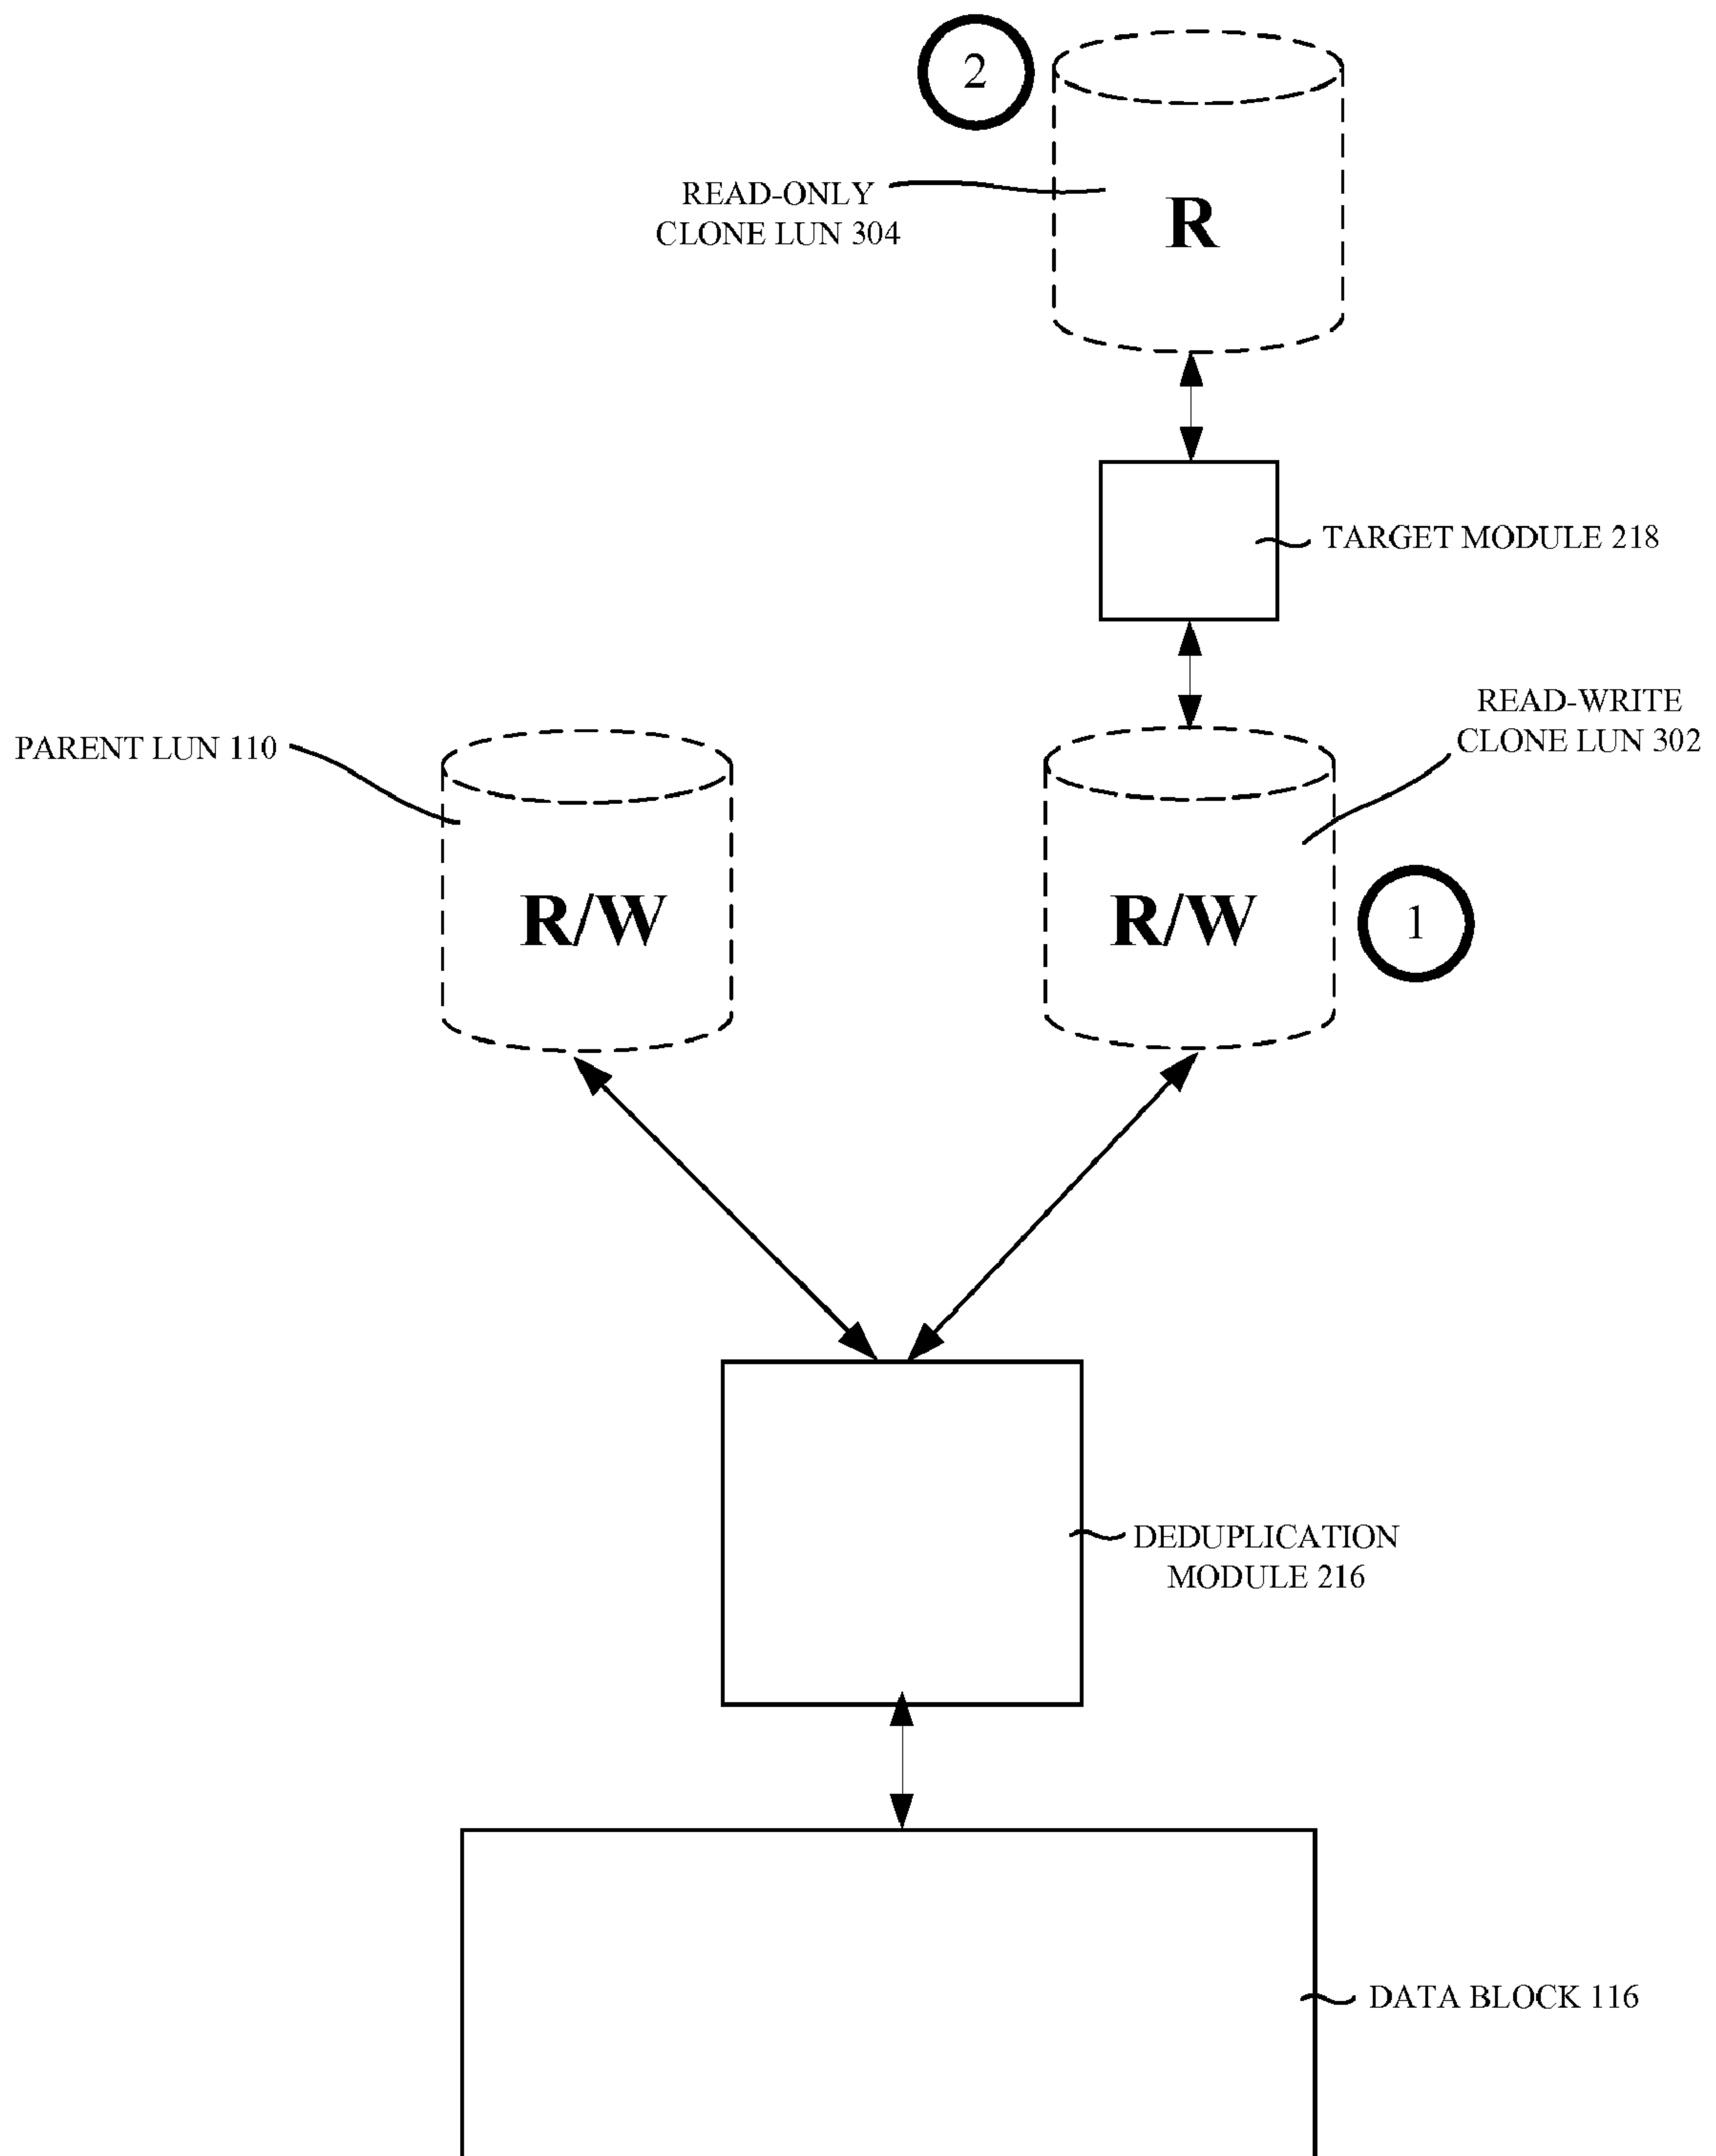 2
READ-ONLY
CLONE LUN 304
R
TARGET MODULE 218
READ-WRITE
CLONE LUN 302
PARENT LUN 110
R/W
R/W
1
DEDUPLICATION
MODULE 216
DATA BLOCK 116